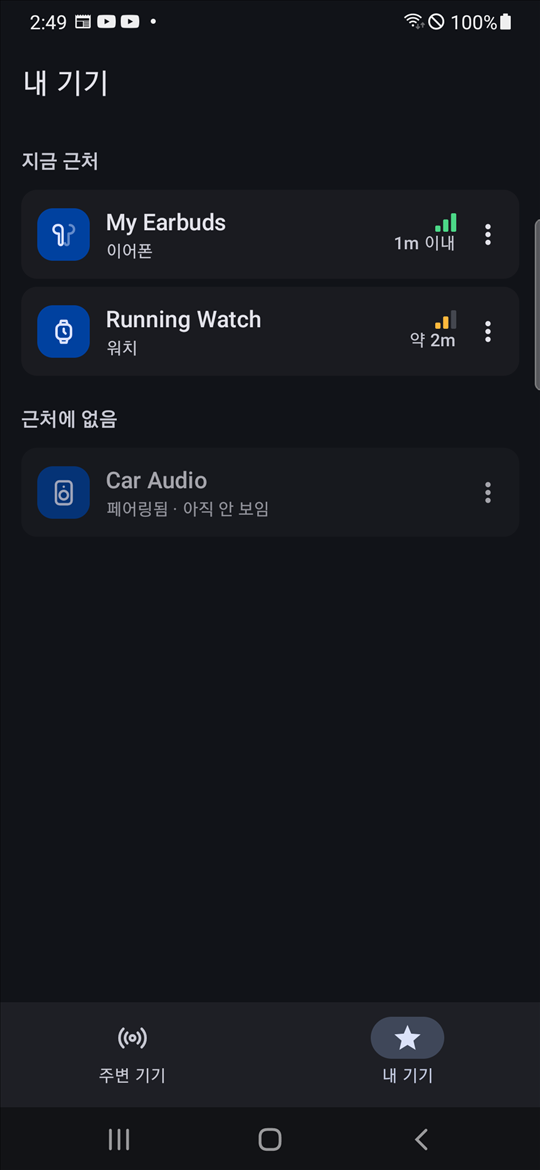 2:49
100%
내 기기
지금 근처
My Earbuds
이어폰
1m 이내
Running Watch
워치
약 2m
근처에 없음
Car Audio
페어링됨 · 아직 안 보임
주변 기기
내 기기